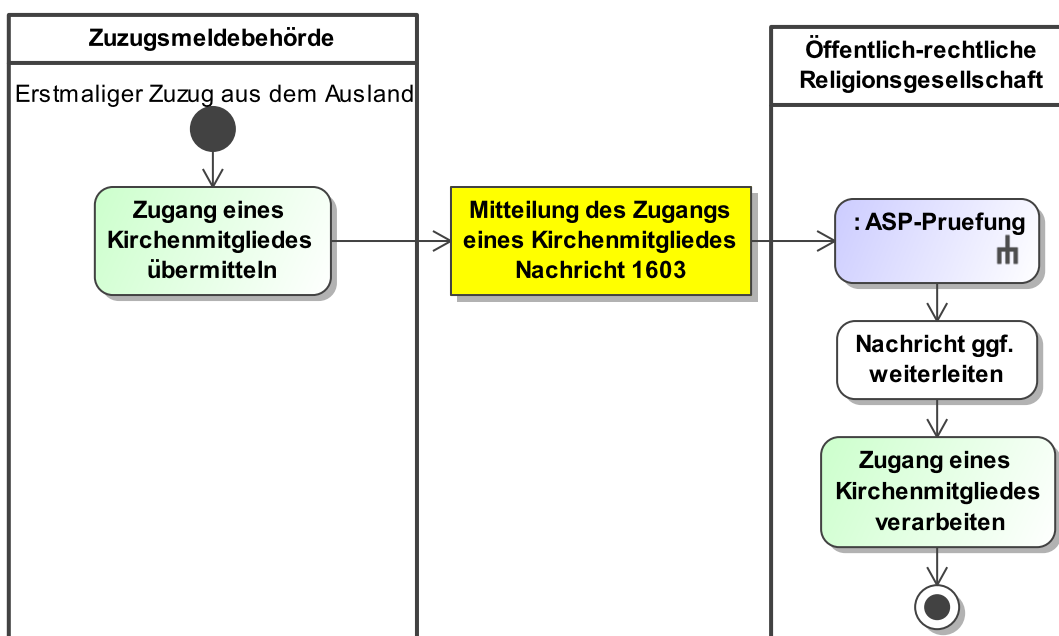 Zuzugsmeldebehörde
Erstmaliger Zuzug aus dem Ausland
Zugang eines
Kirchenmitgliedes
übermitteln
Mitteilung des Zugangs
eines Kirchenmitgliedes
Nachricht 1603
Öffentlich-rechtliche
Religionsgesellschaft
: ASP-Pruefung
Nachricht ggf.
weiterleiten
Zugang eines
Kirchenmitgliedes
verarbeiten